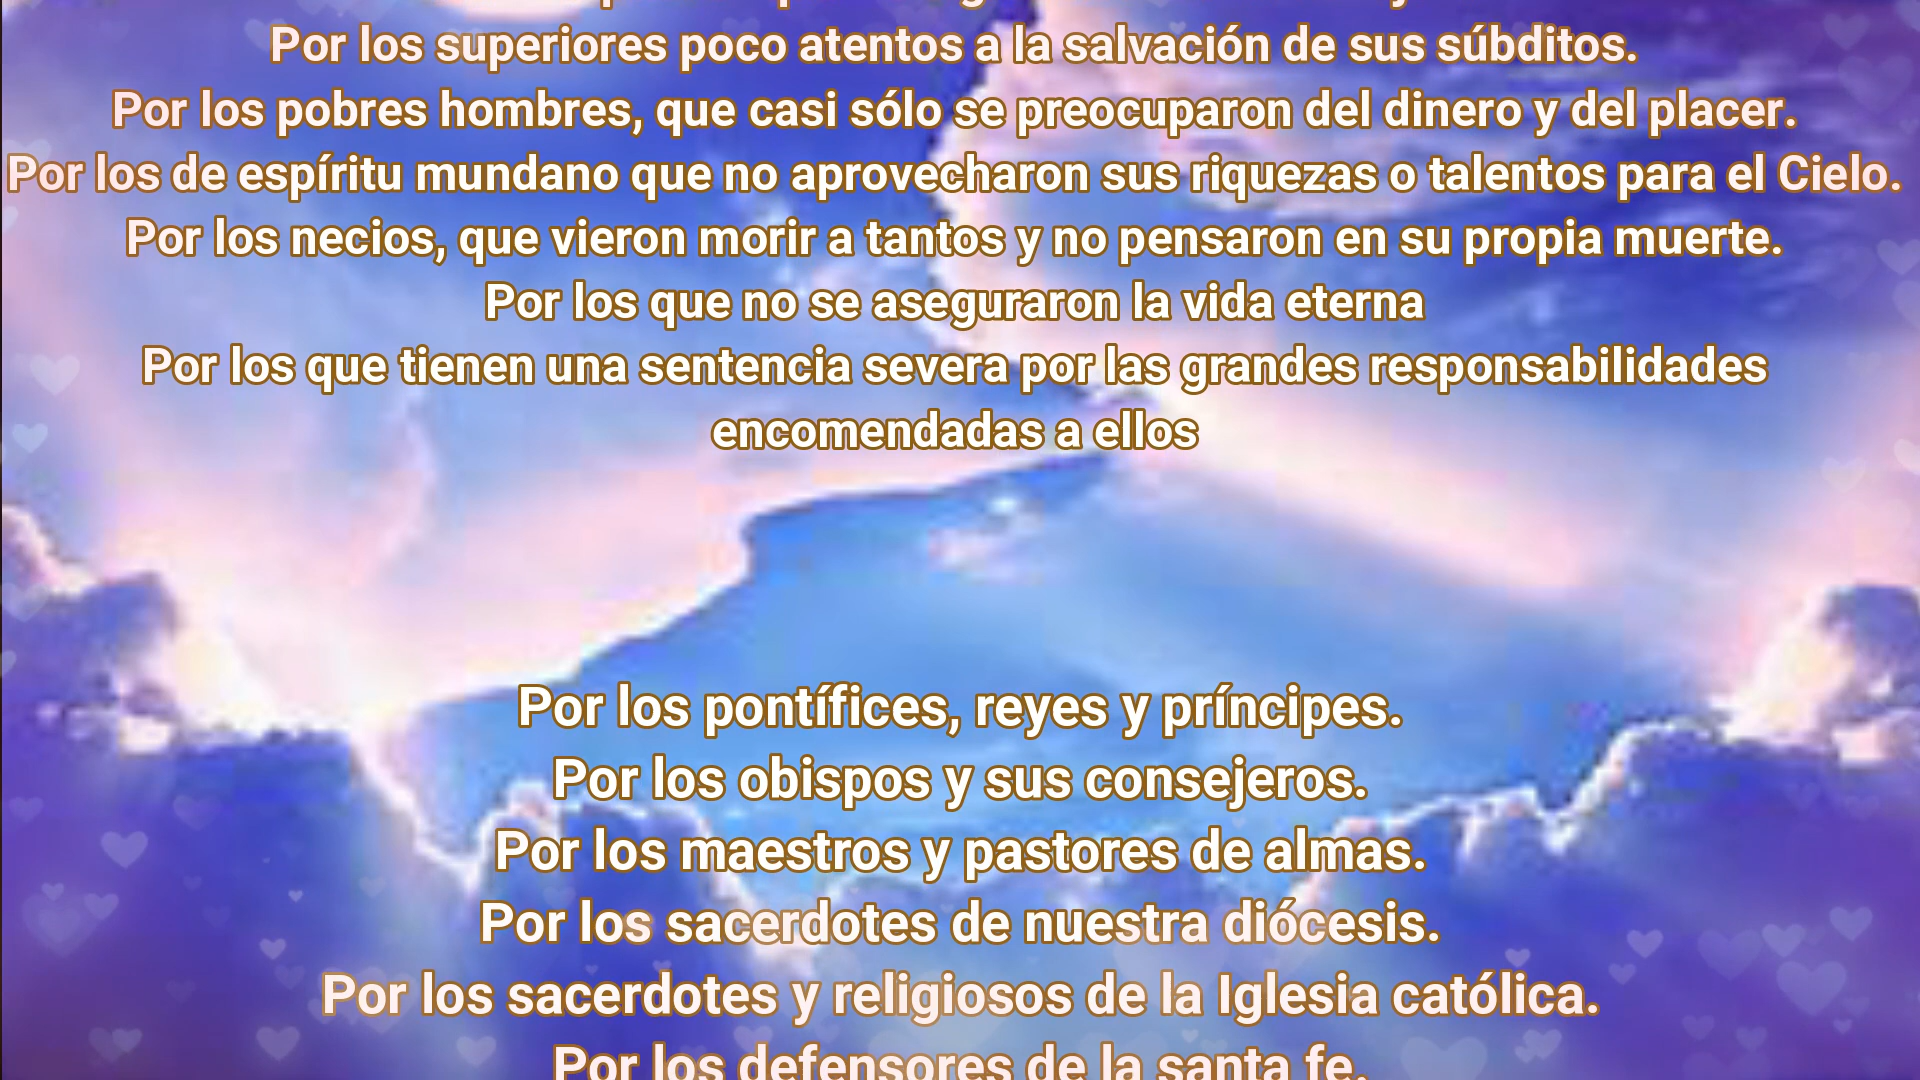 Por los superiores poco atentos a la salvación de sus súbditos.
Por los pobres hombres, que casi sólo se preocuparon del dinero y del placer.
Por los de espíritu mundano que no aprovecharon sus riquezas o talentos para el Cielo.
Por los necios, que vieron morir a tantos y no pensaron en su propia muerte.
Por los que no se aseguraron la vida eterna
Por los que tienen una sentencia severa por las grandes responsabilidades
encomendadas a ellos
Por los pontífices, reyes y príncipes.
Por los obispos y sus consejeros.
Por los maestros y pastores de almas.
Por los sacerdotes de nuestra diócesis.
Por los sacerdotes y religiosos de la Iglesia católica.
Por los defensores de la santa fe.